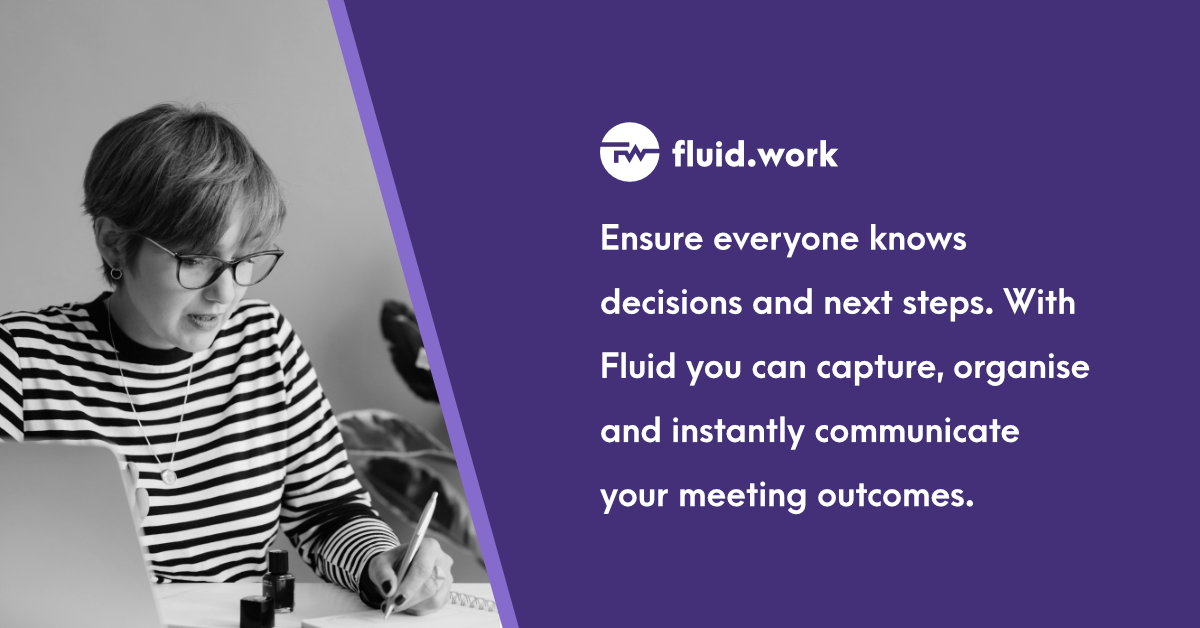 FW fluid.work
Ensure everyone knows
decisions and next steps. With
Fluid you can capture, organise
and instantly communicate
your meeting outcomes.